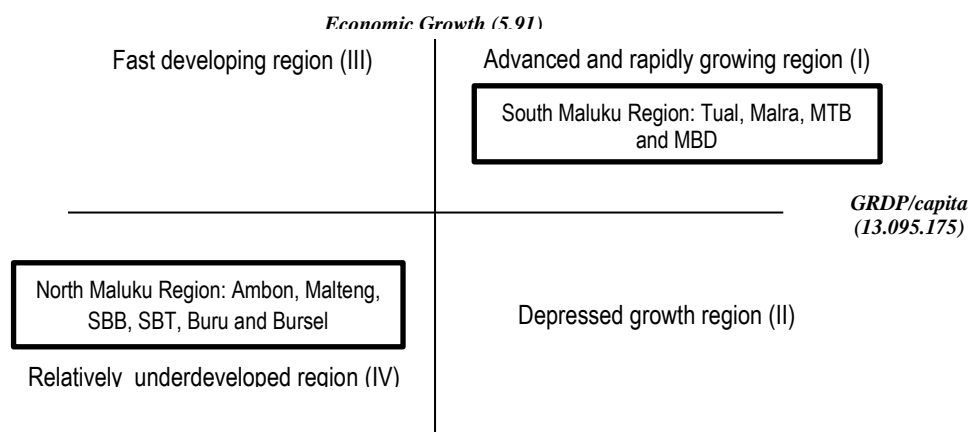 Economic Growth (5.91)
Fast developing region (III)
Advanced and rapidly growing region (I)
South Maluku Region: Tual, Malra, MTB
and MBD
GRDP/capita
(13.095.175)
North Maluku Region: Ambon, Malteng,
SBB, SBT, Buru and Bursel
Depressed growth region (II)
Relatively underdeveloped region (IV)